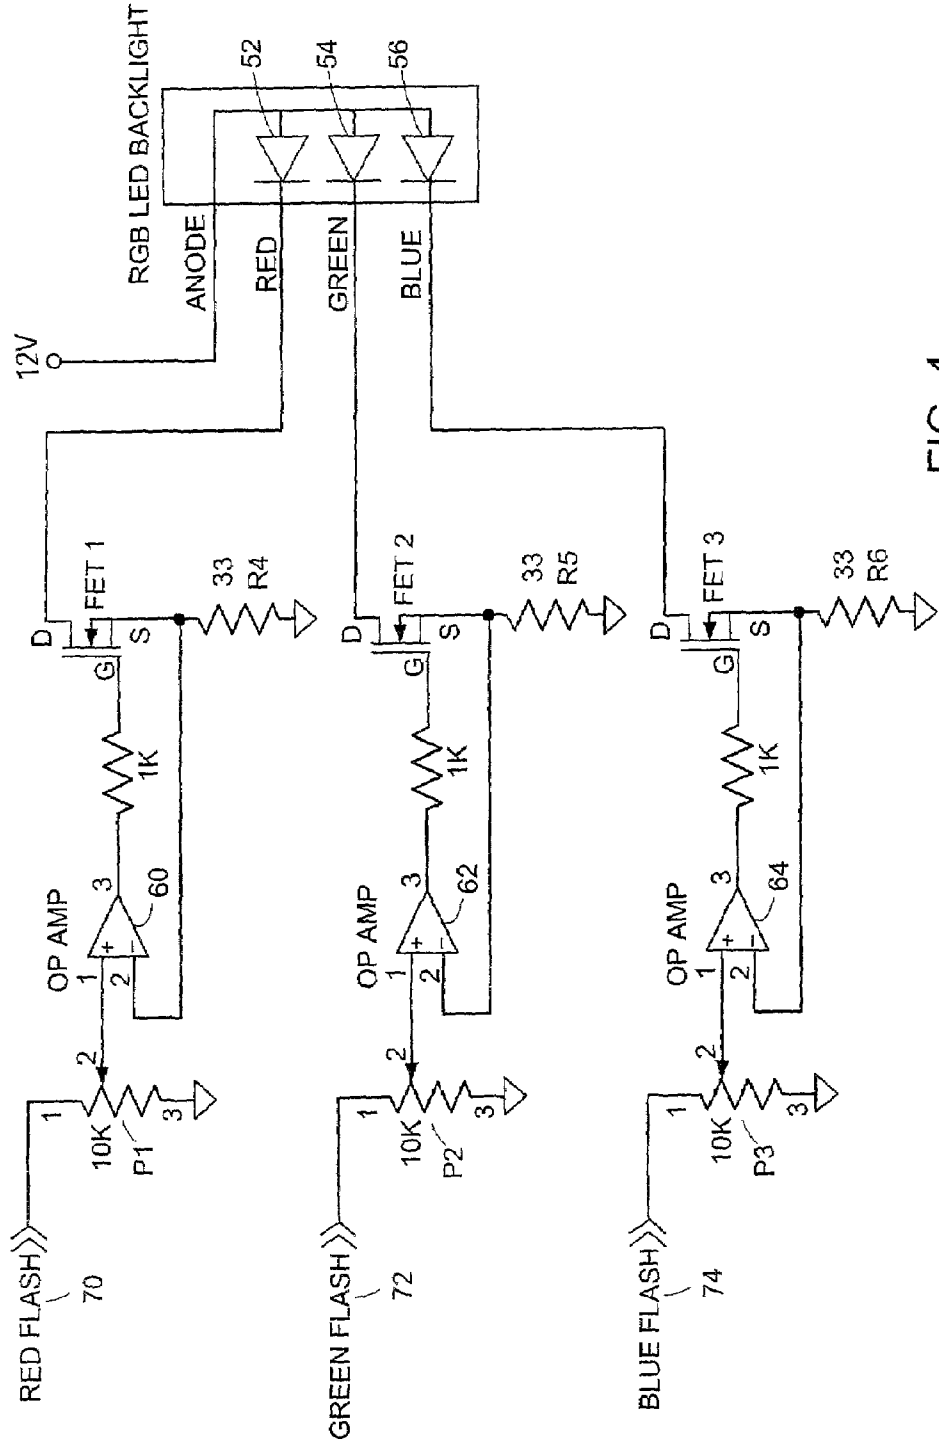 RGB LED BACKLIGHT
12V
ANODE
RED
GREEN
BLUE
52
54
56
RED FLASH
70
1
10K
P1
2
3
OP AMP
1
2
+
−
3
60
1K
D
G
S
FET 1
33
R4
GREEN FLASH
72
1
10K
P2
2
3
OP AMP
1
2
+
−
3
62
1K
D
G
S
FET 2
33
R5
BLUE FLASH
74
1
10K
P3
2
3
OP AMP
1
2
+
−
3
64
1K
D
G
S
FET 3
33
R6
FIG.